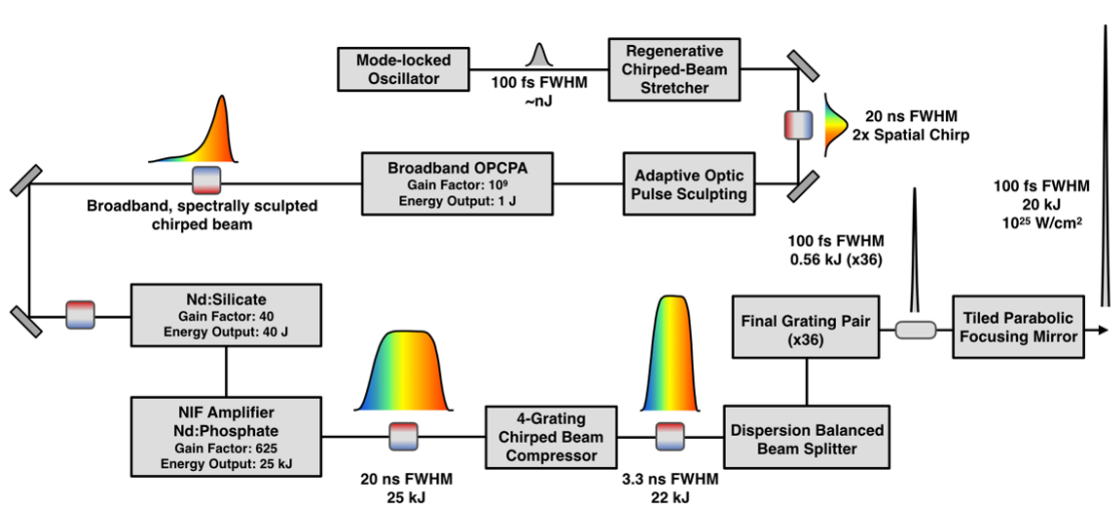 Mode-locked
Oscillator
100 fs FWHM
~nJ
Regenerative
Chirped-Beam
Stretcher
20 ns FWHM
2x Spatial Chirp
Adaptive Optic
Pulse Sculpting
Broadband OPCPA
Gain Factor: 10⁹
Energy Output: 1 J
Broadband, spectrally sculpted
chirped beam
Nd:Silicate
Gain Factor: 40
Energy Output: 40 J
NIF Amplifier
Nd:Phosphate
Gain Factor: 625
Energy Output: 25 kJ
20 ns FWHM
25 kJ
4-Grating
Chirped Beam
Compressor
3.3 ns FWHM
22 kJ
Dispersion Balanced
Beam Splitter
Final Grating Pair
(x36)
100 fs FWHM
0.56 kJ (x36)
Tiled Parabolic
Focusing Mirror
100 fs FWHM
20 kJ
10²⁵ W/cm²